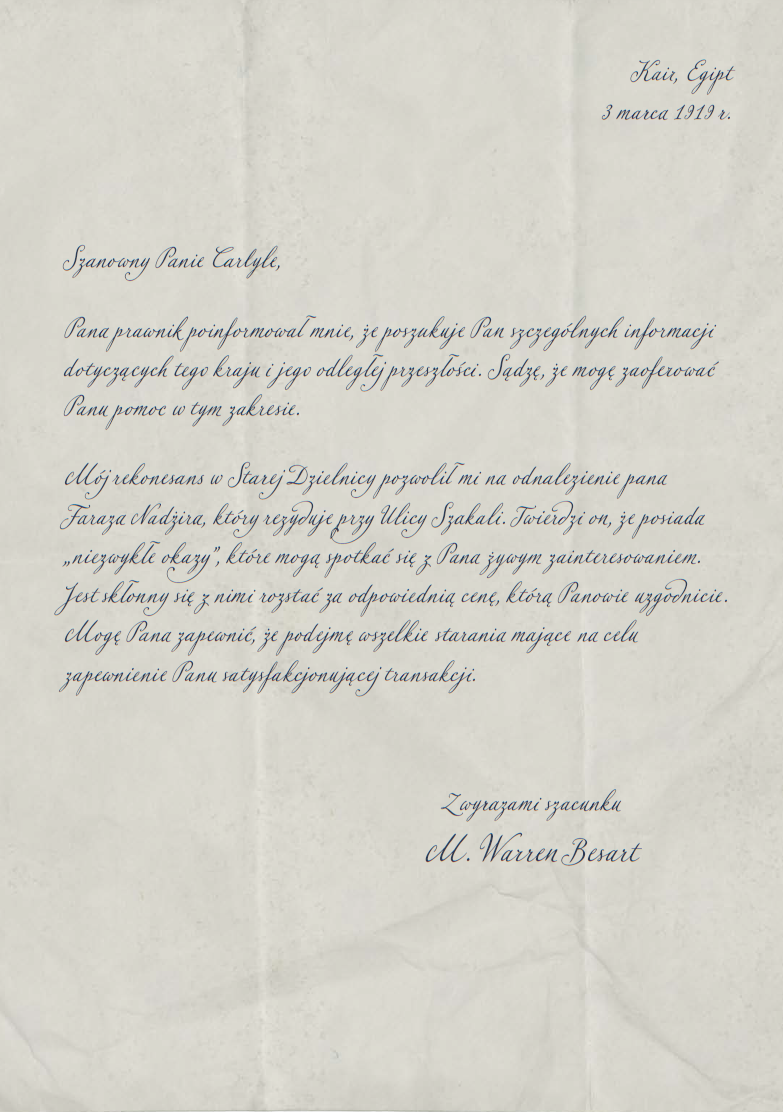 Kair, Egipt
3 marca 1919 r.
Szanowny Panie Carlyle,
Pana prawnik poinformował mnie, że poszukuje Pan szczególnych informacji
dotyczących tego kraju i jego odległej przeszłości. Sądzę, że mogę zaoferować
Panu pomoc w tym zakresie.
Mój rekonesans w Starej Dzielnicy pozwolił mi na odnalezienie pana
Faraza Nadżira, który rezyduje przy Ulicy Szakali. Twierdzi on, że posiada
„niezwykłe okazy”, które mogą spotkać się z Pana żywym zainteresowaniem.
Jest skłonny się z nimi rozstać za odpowiednią cenę, którą Panowie uzgodnicie.
Mogę Pana zapewnić, że podejmę wszelkie starania mające na celu
zapewnienie Panu satysfakcjonującej transakcji.
Z wyrazami szacunku
M. Warren Besart